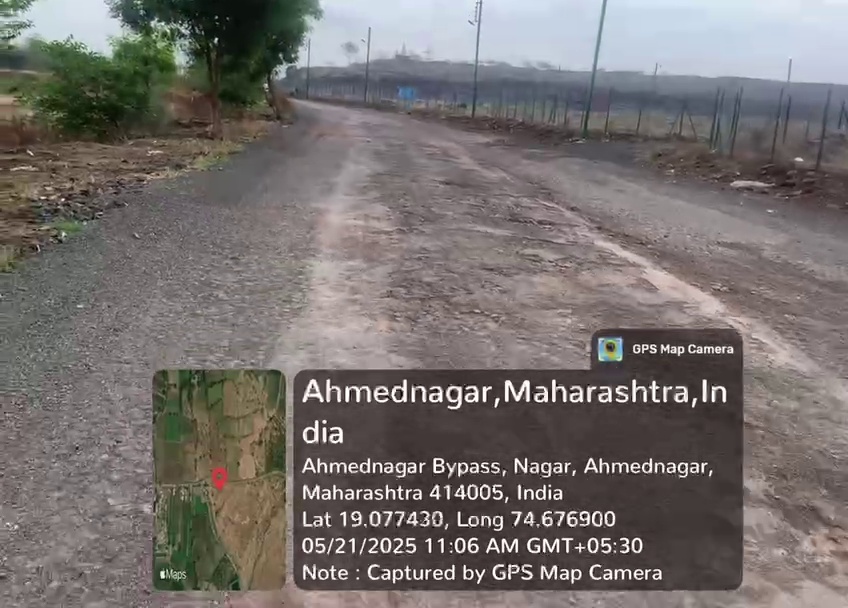 GPS Map Camera
Ahmednagar,Maharashtra,In
dia
Ahmednagar Bypass, Nagar, Ahmednagar,
Maharashtra 414005, India
Lat 19.077430, Long 74.676900
05/21/2025 11:06 AM GMT+05:30
Note : Captured by GPS Map Camera
Maps